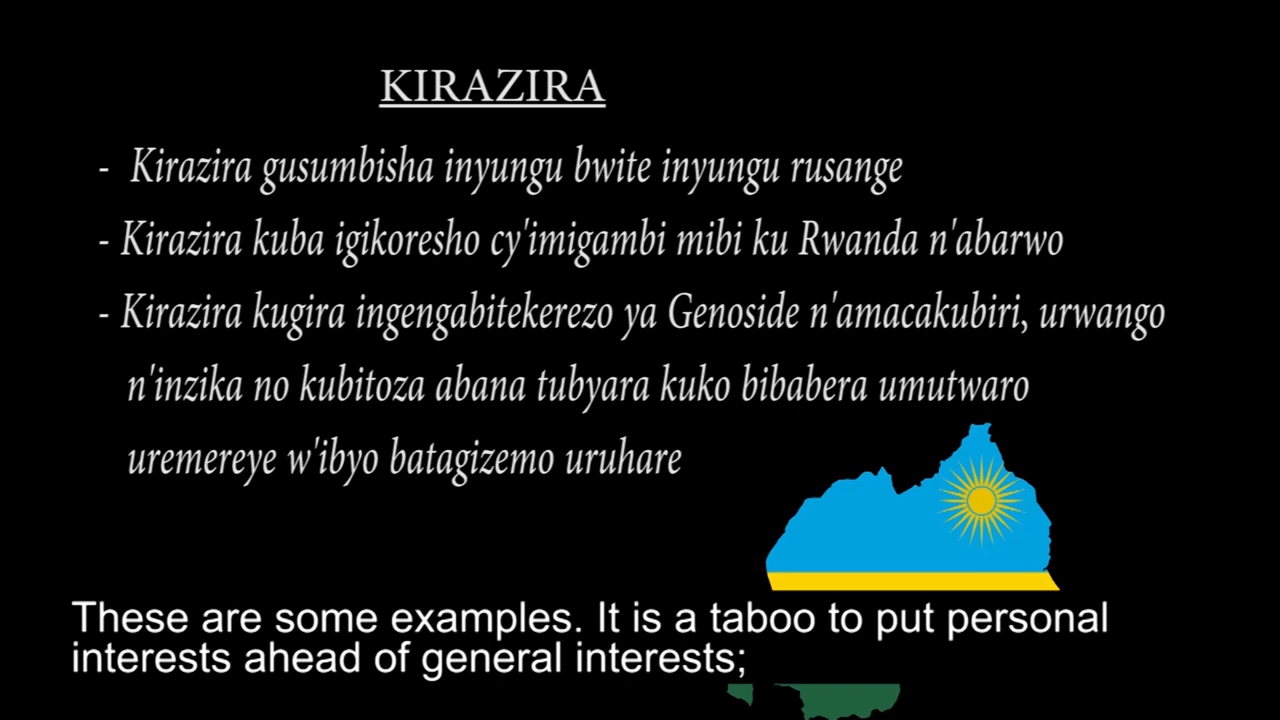 KIRAZIRA
- Kirazira gusumbisha inyungu bwite inyungu rusange
- Kirazira kuba igikoresho cy'imigambi mibi ku Rwanda n'abarwo
- Kirazira kugira ingengabitekerezo ya Genoside n'amacakubiri, urwango
n'inzika no kubitoza abana tubyara kuko bibabera umutwaro
uremereye w'ibyo batagizemo uruhare
These are some examples. It is a taboo to put personal
interests ahead of general interests;